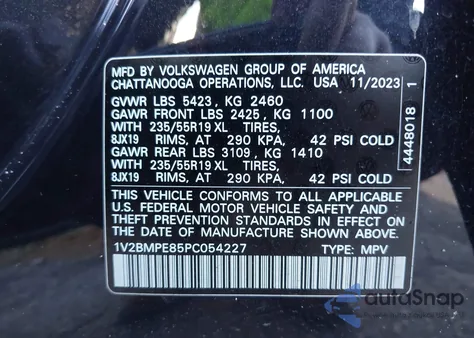 MFD BY VOLKSWAGEN GROUP OF AMERICA
CHATTANOOGA OPERATIONS, LLC. USA 11/2023
GVWR LBS 5423, KG 2460
GAWR FRONT LBS 2425, KG 1100
WITH 235/55R19 XL TIRES,
8JX19 RIMS, AT 290 KPA, 42 PSI COLD
GAWR REAR LBS 3109, KG 1410
WITH 235/55R19 XL TIRES,
8JX19 RIMS, AT 290 KPA, 42 PSI COLD
THIS VEHICLE CONFORMS TO ALL APPLICABLE
U.S. FEDERAL MOTOR VEHICLE SAFETY AND
THEFT PREVENTION STANDARDS IN EFFECT ON
THE DATE OF MANUFACTURE SHOWN ABOVE.
1V2BMPE85PC054227 TYPE: MPV
4448018 1
autoSnap